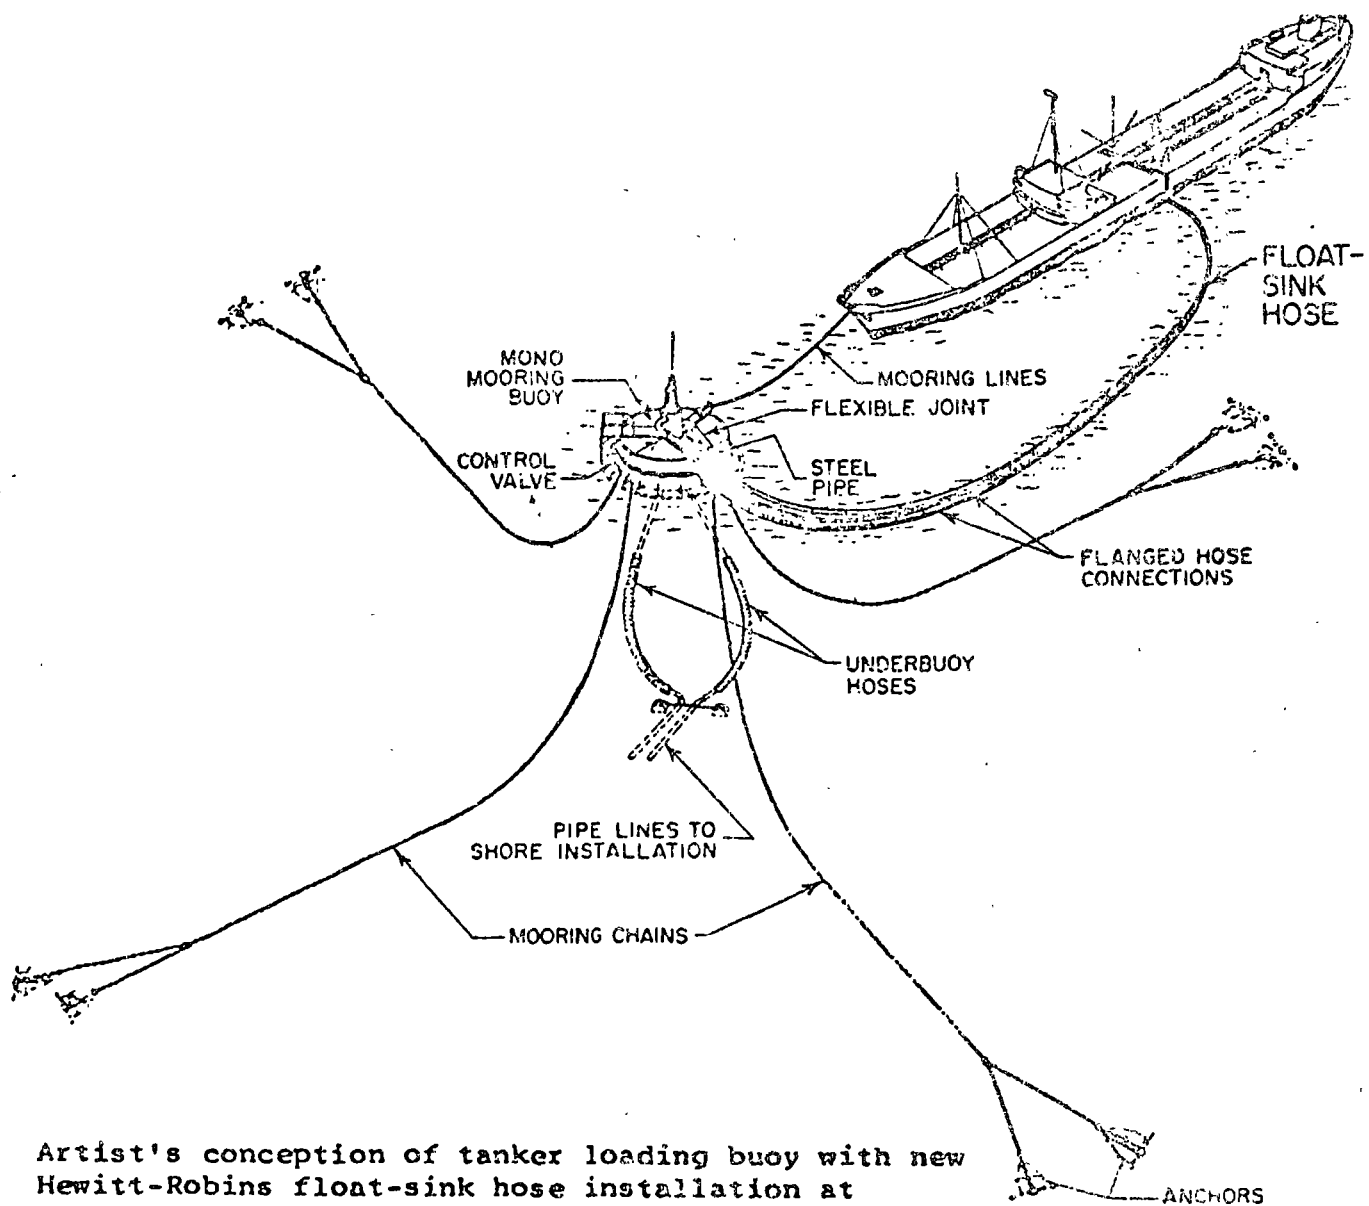 FLOAT-
SINK
HOSE
MONO
MOORING
BUOY
MOORING LINES
FLEXIBLE JOINT
CONTROL
VALVE
STEEL
PIPE
FLANGED HOSE
CONNECTIONS
UNDERBUOY
HOSES
PIPE LINES TO
SHORE INSTALLATION
MOORING CHAINS
Artist's conception of tanker loading buoy with new
Hewitt-Robins float-sink hose installation at
ANCHORS